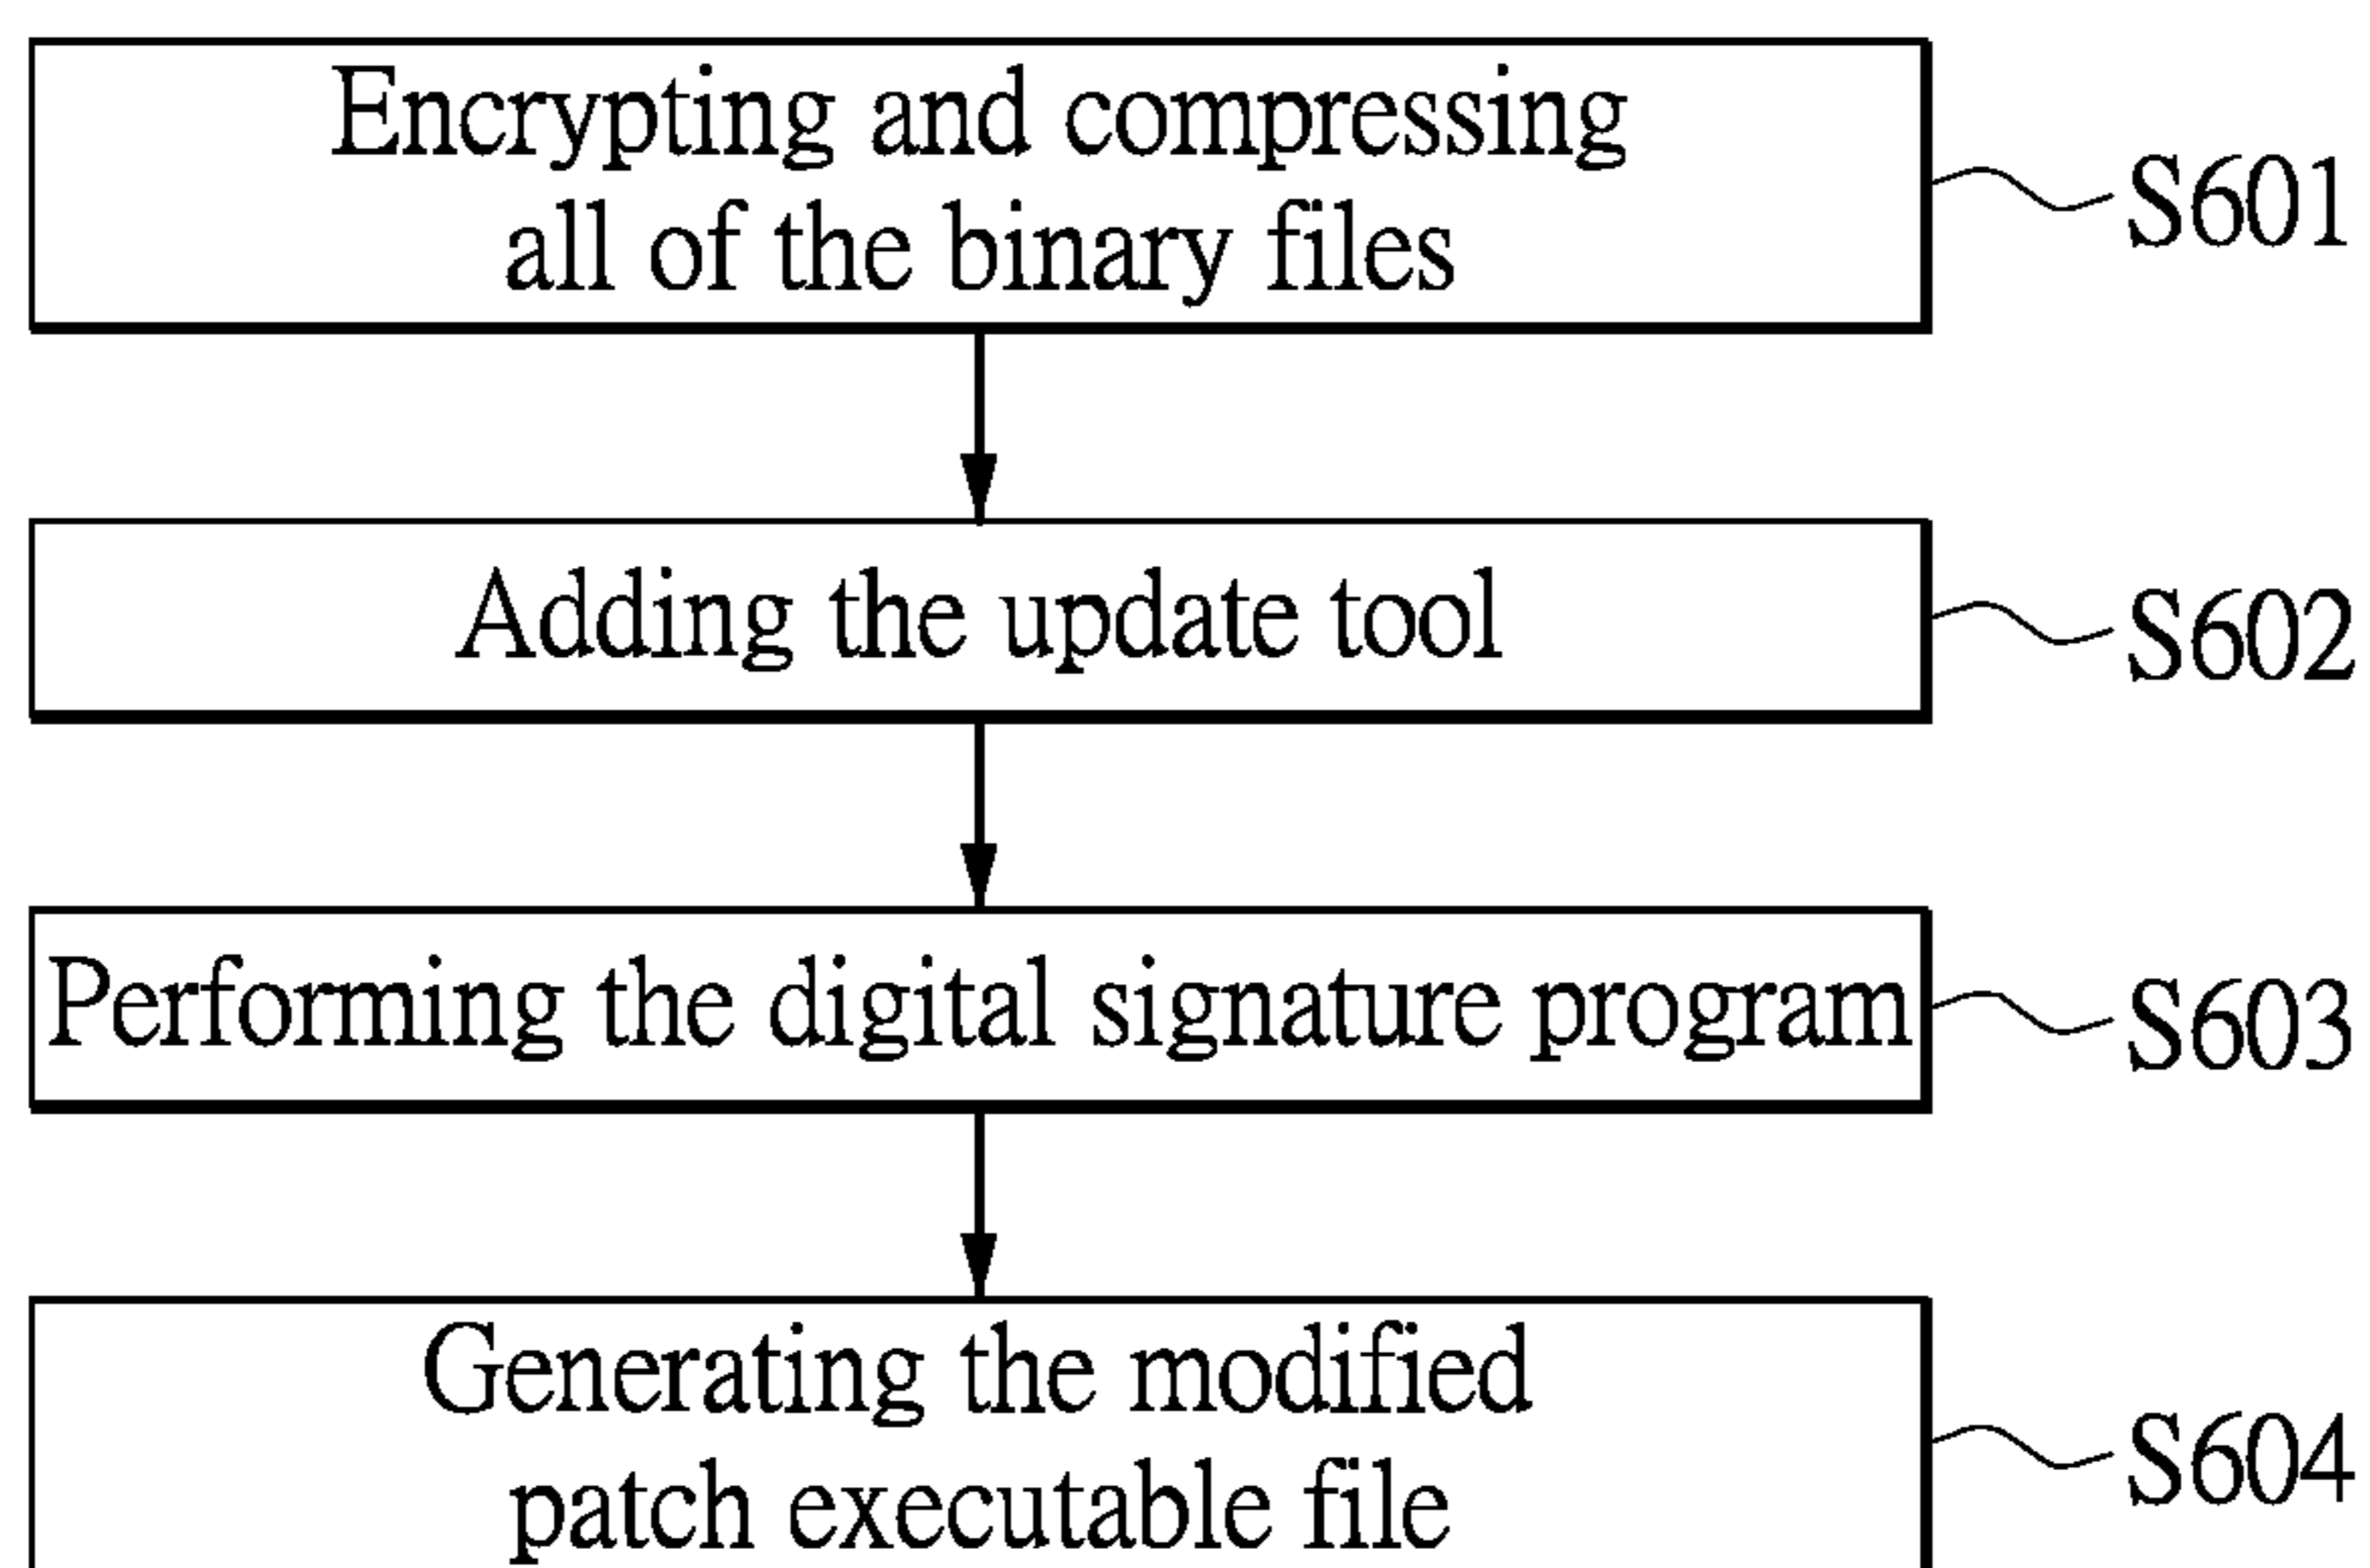 Encrypting and compressing
all of the binary files
S601
Adding the update tool
S602
Performing the digital signature program
S603
Generating the modified
patch executable file
S604